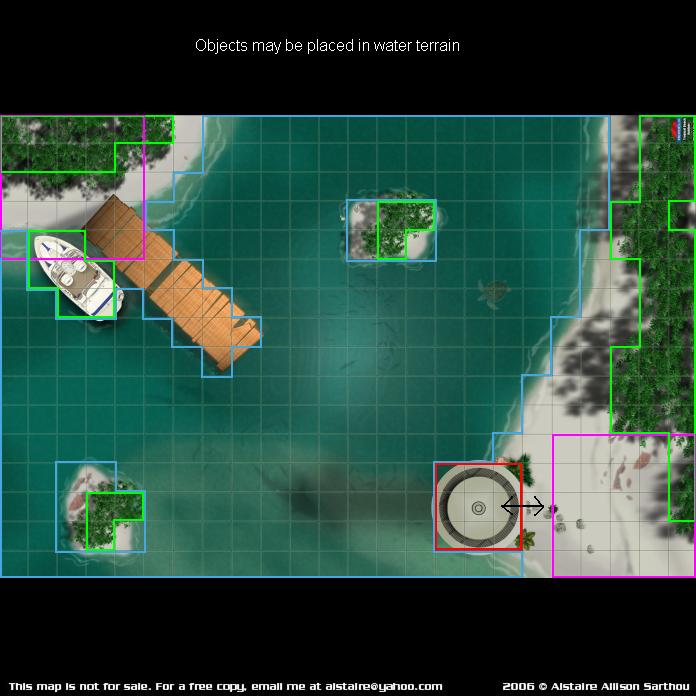 Objects may be placed in water terrain
This map is not for sale. For a free copy, email me at alstaire@yahoo.com
2006 © Alstaire Allison Sarthou